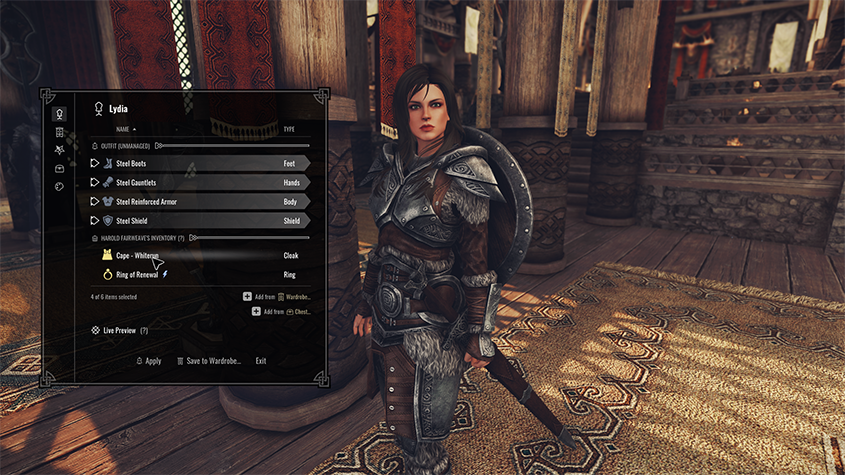 Lydia
NAME TYPE
OUTFIT (UNMANAGED)
Steel Boots Feet
Steel Gauntlets Hands
Steel Reinforced Armor Body
Steel Shield Shield
HAROLD FAIRWEAVE'S INVENTORY (?)
Cape - Whiterun Cloak
Ring of Renewal Ring
4 of 6 items selected
Add from Wardrobe...
Add from Chest...
Live Preview (?)
Apply Save to Wardrobe... Exit